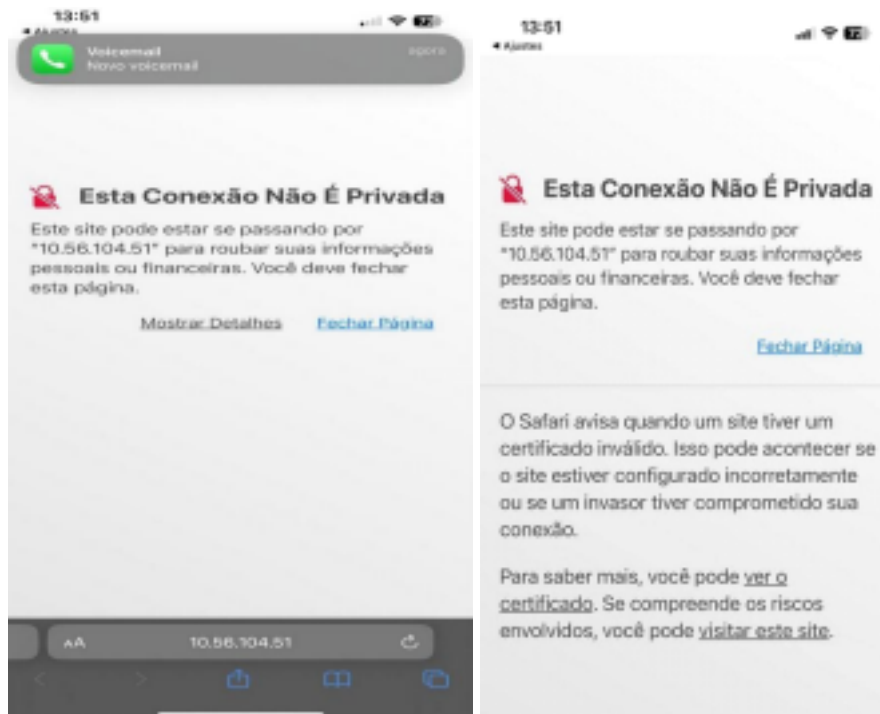 13:51
Ajustes
72
Voicemail
agora
Novo voicemail
Esta Conexão Não É Privada
Este site pode estar se passando por
"10.56.104.51" para roubar suas informações
pessoais ou financeiras. Você deve fechar
esta página.
Mostrar Detalhes
Fechar Página
AA
10.56.104.51
13:51
Ajustes
72
Esta Conexão Não É Privada
Este site pode estar se passando por
"10.56.104.51" para roubar suas informações
pessoais ou financeiras. Você deve fechar
esta página.
Fechar Página
O Safari avisa quando um site tiver um
certificado inválido. Isso pode acontecer se
o site estiver configurado incorretamente
ou se um invasor tiver comprometido sua
conexão.
Para saber mais, você pode ver o
certificado. Se compreende os riscos
envolvidos, você pode visitar este site.